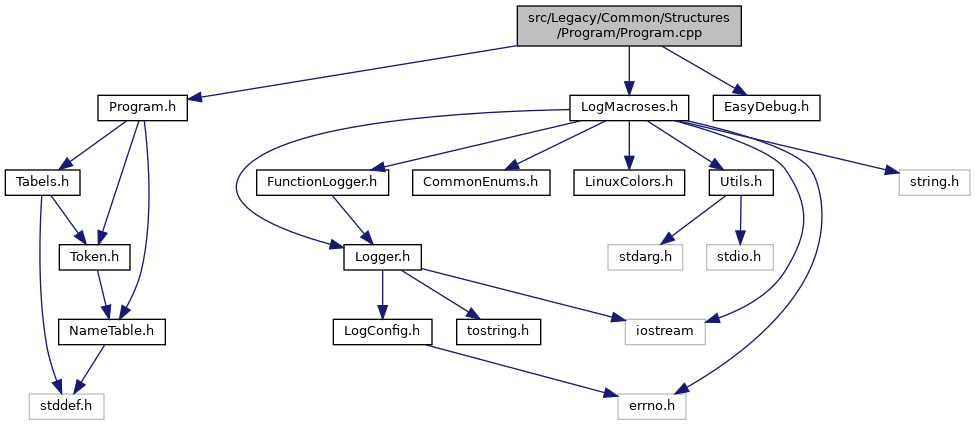 src/Legacy/Common/Structures
/Program/Program.cpp
Program.h
LogMacroses.h
EasyDebug.h
Tabels.h
FunctionLogger.h
CommonEnums.h
LinuxColors.h
Utils.h
string.h
Token.h
Logger.h
stdarg.h
stdio.h
NameTable.h
LogConfig.h
tostring.h
iostream
stddef.h
errno.h